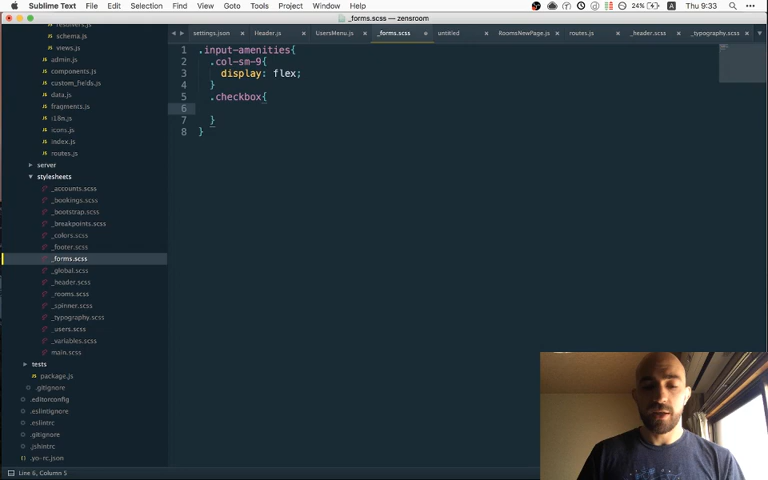 Sublime Text File Edit Selection Find View Goto Tools Project Window Help 24% Thu 9:33
_forms.scss — zensroom
settings.json Header.js UsersMenu.js _forms.scss untitled RoomsNewPage.js routes.js _header.scss _typography.scss
schema.js
views.js
admin.js
components.js
custom_fields.js
data.js
fragments.js
i18n.js
icons.js
index.js
routes.js
server
stylesheets
_accounts.scss
_bookings.scss
_bootstrap.scss
_breakpoints.scss
_colors.scss
_footer.scss
_forms.scss
_global.scss
_header.scss
_rooms.scss
_spinner.scss
_typography.scss
_users.scss
_variables.scss
main.scss
tests
package.js
.gitignore
.editorconfig
.eslintignore
.eslintrc
.gitignore
.jshintrc
.yo-rc.json
1 .input-amenities{
2 .col-sm-9{
3 display: flex;
4 }
5 .checkbox{
6
7 }
8 }
Line 6, Column 5